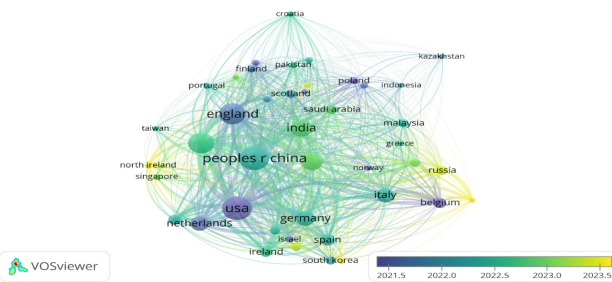 croatia
kazakhstan
finland
pakistan
poland
portugal
indonesia
scotland
saudi arabia
england
malaysia
taiwan
india
greece
peoples r china
north ireland
norway
russia
singapore
italy
belgium
usa
netherlands
germany
israel
spain
ireland
south korea
VOSviewer
2021.5 2022.0 2022.5 2023.0 2023.5